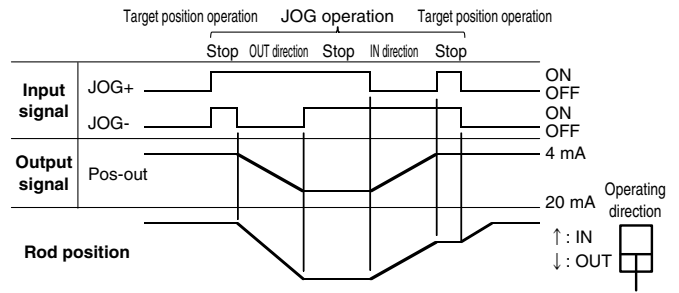 Target position operation JOG operation Target position operation
Stop OUT direction Stop IN direction Stop
Input signal
JOG+
ON
OFF
JOG-
ON
OFF
Output signal
Pos-out
4 mA
20 mA
Rod position
Operating direction
↑ : IN
↓ : OUT